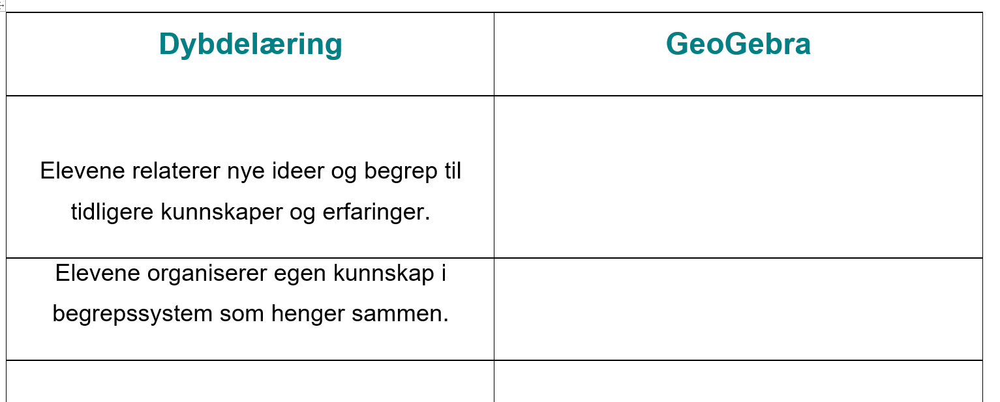 Dybdelæring
GeoGebra
Elevene relaterer nye ideer og begrep til
tidligere kunnskaper og erfaringer.
Elevene organiserer egen kunnskap i
begrepssystem som henger sammen.